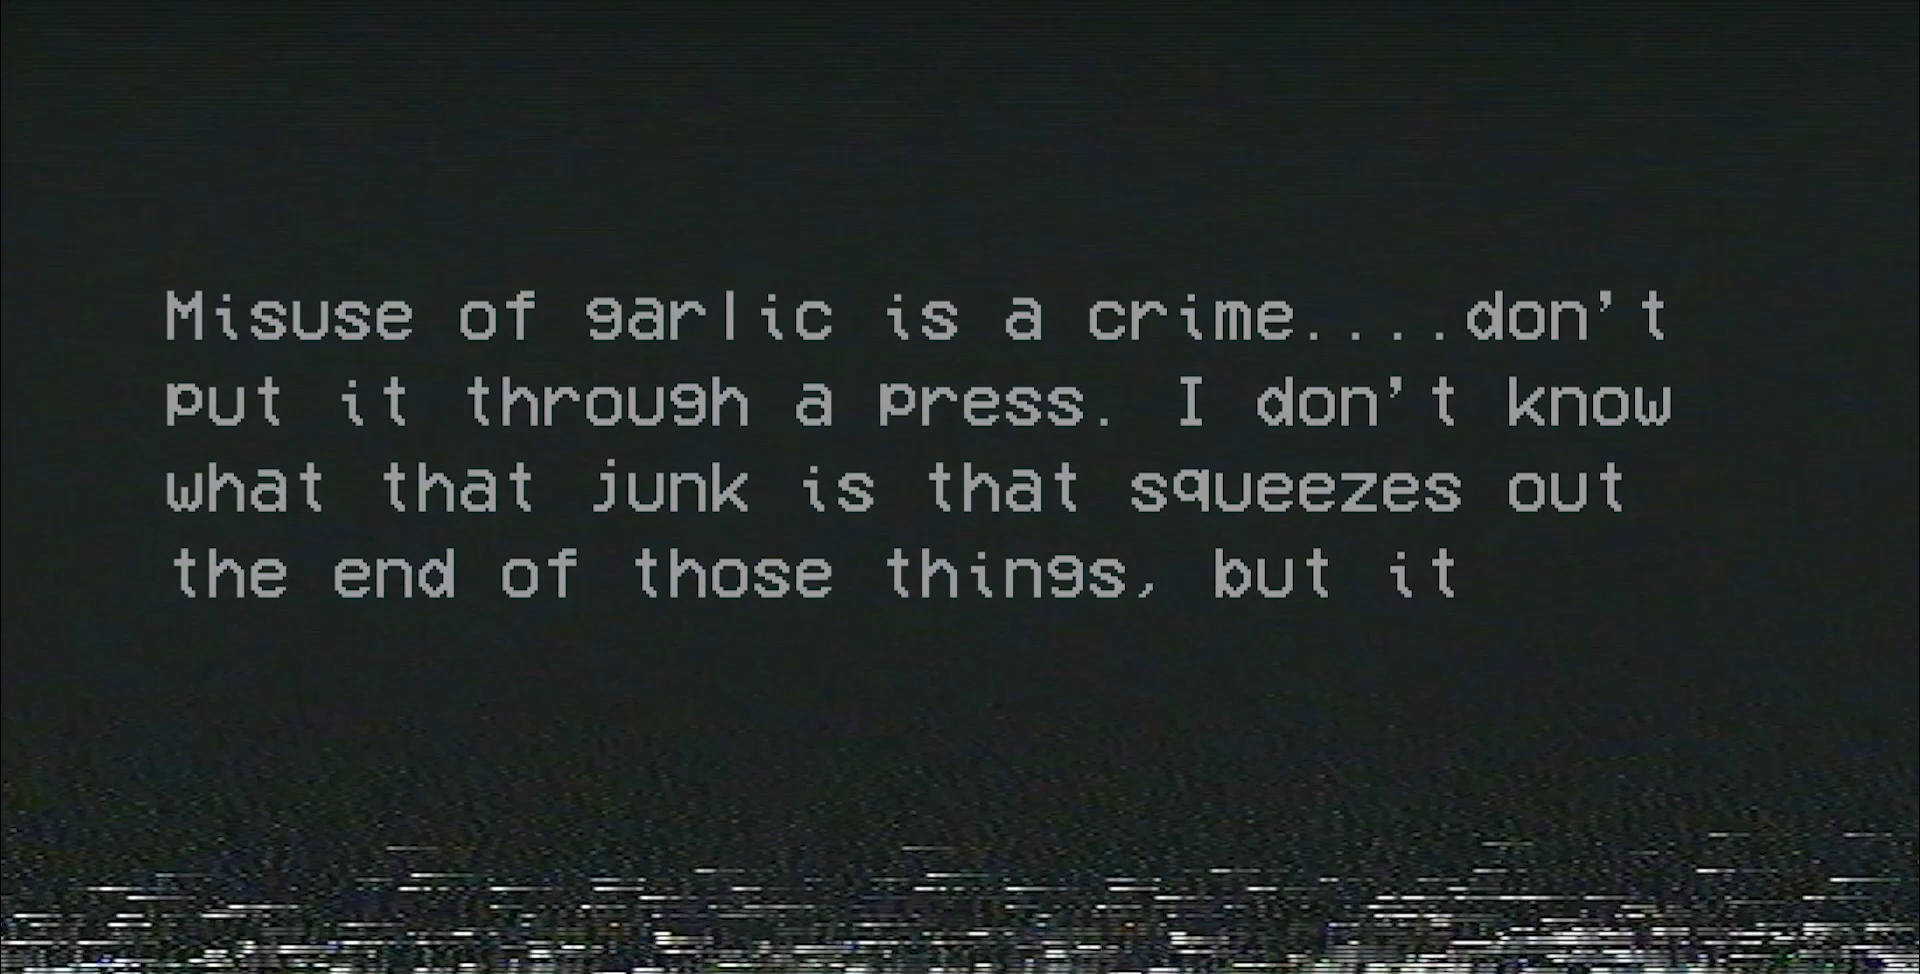 Misuse of garlic is a crime....don't
put it through a press. I don't know
what that junk is that squeezes out
the end of those things, but it